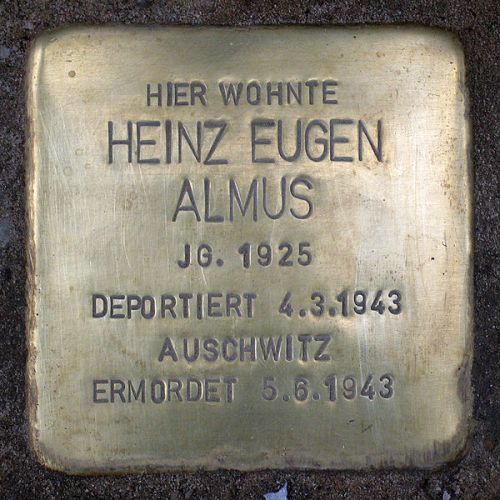 HIER WOHNTE
HEINZ EUGEN
ALMUS
JG. 1925
DEPORTIERT 4.3.1943
AUSCHWITZ
ERMORDET 5.6.1943